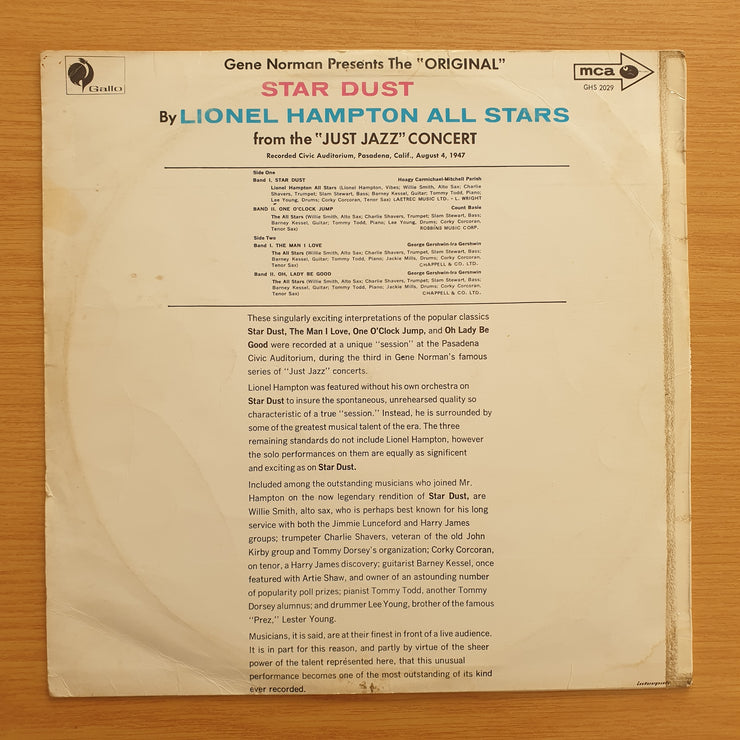 Gallo
Gene Norman Presents The "ORIGINAL"
mca
GHS 2029
STAR DUST
By LIONEL HAMPTON ALL STARS
from the "JUST JAZZ" CONCERT
Recorded Civic Auditorium, Pasadena, Calif., August 4, 1947
Side One
Band I. STAR DUST Hoagy Carmichael-Mitchell Parish
Lionel Hampton All Stars (Lionel Hampton, Vibes; Willie Smith, Alto Sax; Charlie
Shavers, Trumpet; Slam Stewart, Bass; Barney Kessel, Guitar; Tommy Todd, Piano;
Lee Young, Drums; Corky Corcoran, Tenor Sax) (AETREC MUSIC LTD. - L. WRIGHT
BAND II. ONE O'CLOCK JUMP Count Basie
The All Stars (Willie Smith, Alto Sax; Charlie Shavers, Trumpet; Slam Stewart, Bass;
Barney Kessel, Guitar; Tommy Todd, Piano; Lee Young, Drums; Corky Corcoran,
Tenor Sax) ROBBINS MUSIC CORP.
Side Two
Band I. THE MAN I LOVE George Gershwin-Ira Gershwin
The All Stars (Willie Smith, Alto Sax; Charlie Shavers, Trumpet; Slam Stewart, Bass;
Barney Kessel, Guitar; Tommy Todd, Piano; Jackie Mills, Drums; Corky Corcoran,
Tenor Sax) CHAPPELL & CO. LTD.
Band II. OH, LADY BE GOOD George Gershwin-Ira Gershwin
The All Stars (Willie Smith, Alto Sax; Charlie Shavers, Trumpet; Slam Stewart, Bass;
Barney Kessel, Guitar; Tommy Todd, Piano; Jackie Mills, Drums; Corky Corcoran,
Tenor Sax) CHAPPELL & CO. LTD.
These singularly exciting interpretations of the popular classics
Star Dust, The Man I Love, One O'Clock Jump, and Oh Lady Be
Good were recorded at a unique "session" at the Pasadena
Civic Auditorium, during the third in Gene Norman's famous
series of "Just Jazz" concerts.
Lionel Hampton was featured without his own orchestra on
Star Dust to insure the spontaneous, unrehearsed quality so
characteristic of a true "session." Instead, he is surrounded by
some of the greatest musical talent of the era. The three
remaining standards do not include Lionel Hampton, however
the solo performances on them are equally as significant
and exciting as on Star Dust.
Included among the outstanding musicians who joined Mr.
Hampton on the now legendary rendition of Star Dust, are
Willie Smith, alto sax, who is perhaps best known for his long
service with both the Jimmie Lunceford and Harry James
groups; trumpeter Charlie Shavers, veteran of the old John
Kirby group and Tommy Dorsey's organization; Corky Corcoran,
on tenor, a Harry James discovery; guitarist Barney Kessel, once
featured with Artie Shaw, and owner of an astounding number
of popularity poll prizes; pianist Tommy Todd, another Tommy
Dorsey alumnus; and drummer Lee Young, brother of the famous
"Prez," Lester Young.
Musicians, it is said, are at their finest in front of a live audience.
It is in part for this reason, and partly by virtue of the sheer
power of the talent represented here, that this unusual
performance becomes one of the most outstanding of its kind
ever recorded.